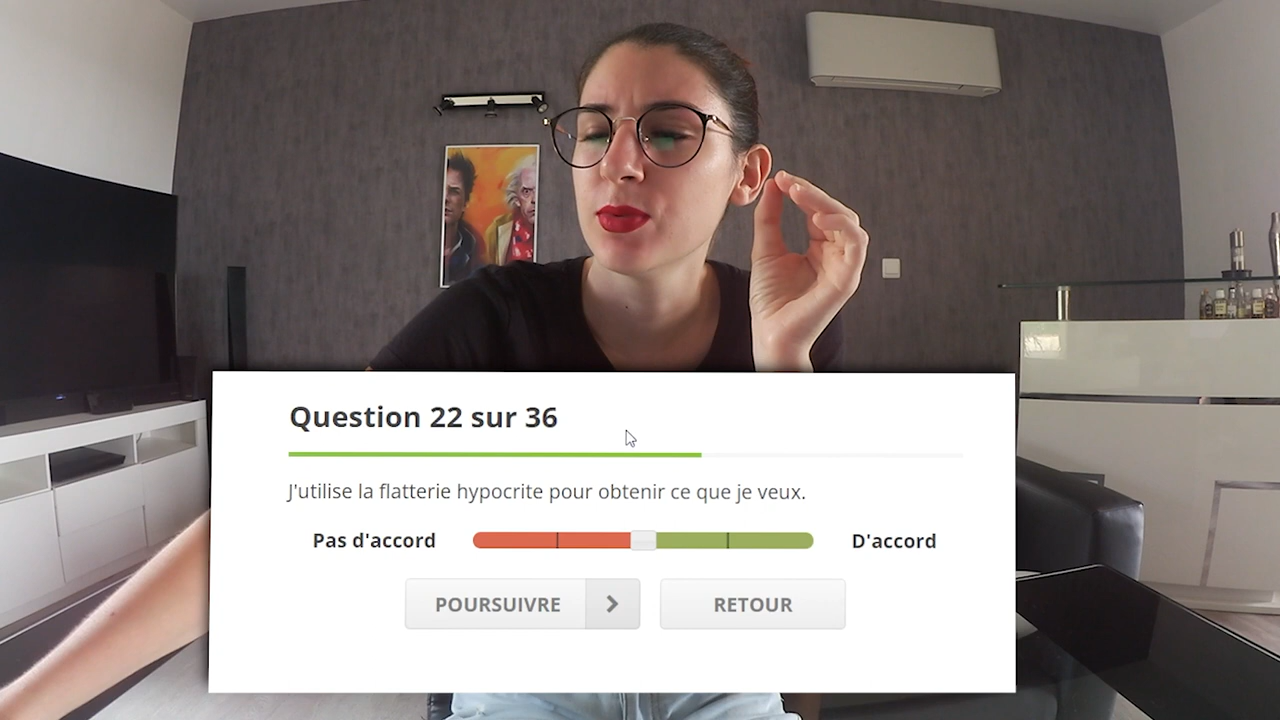 Question 22 sur 36
J'utilise la flatterie hypocrite pour obtenir ce que je veux.
Pas d'accord
D'accord
POURSUIVRE
RETOUR